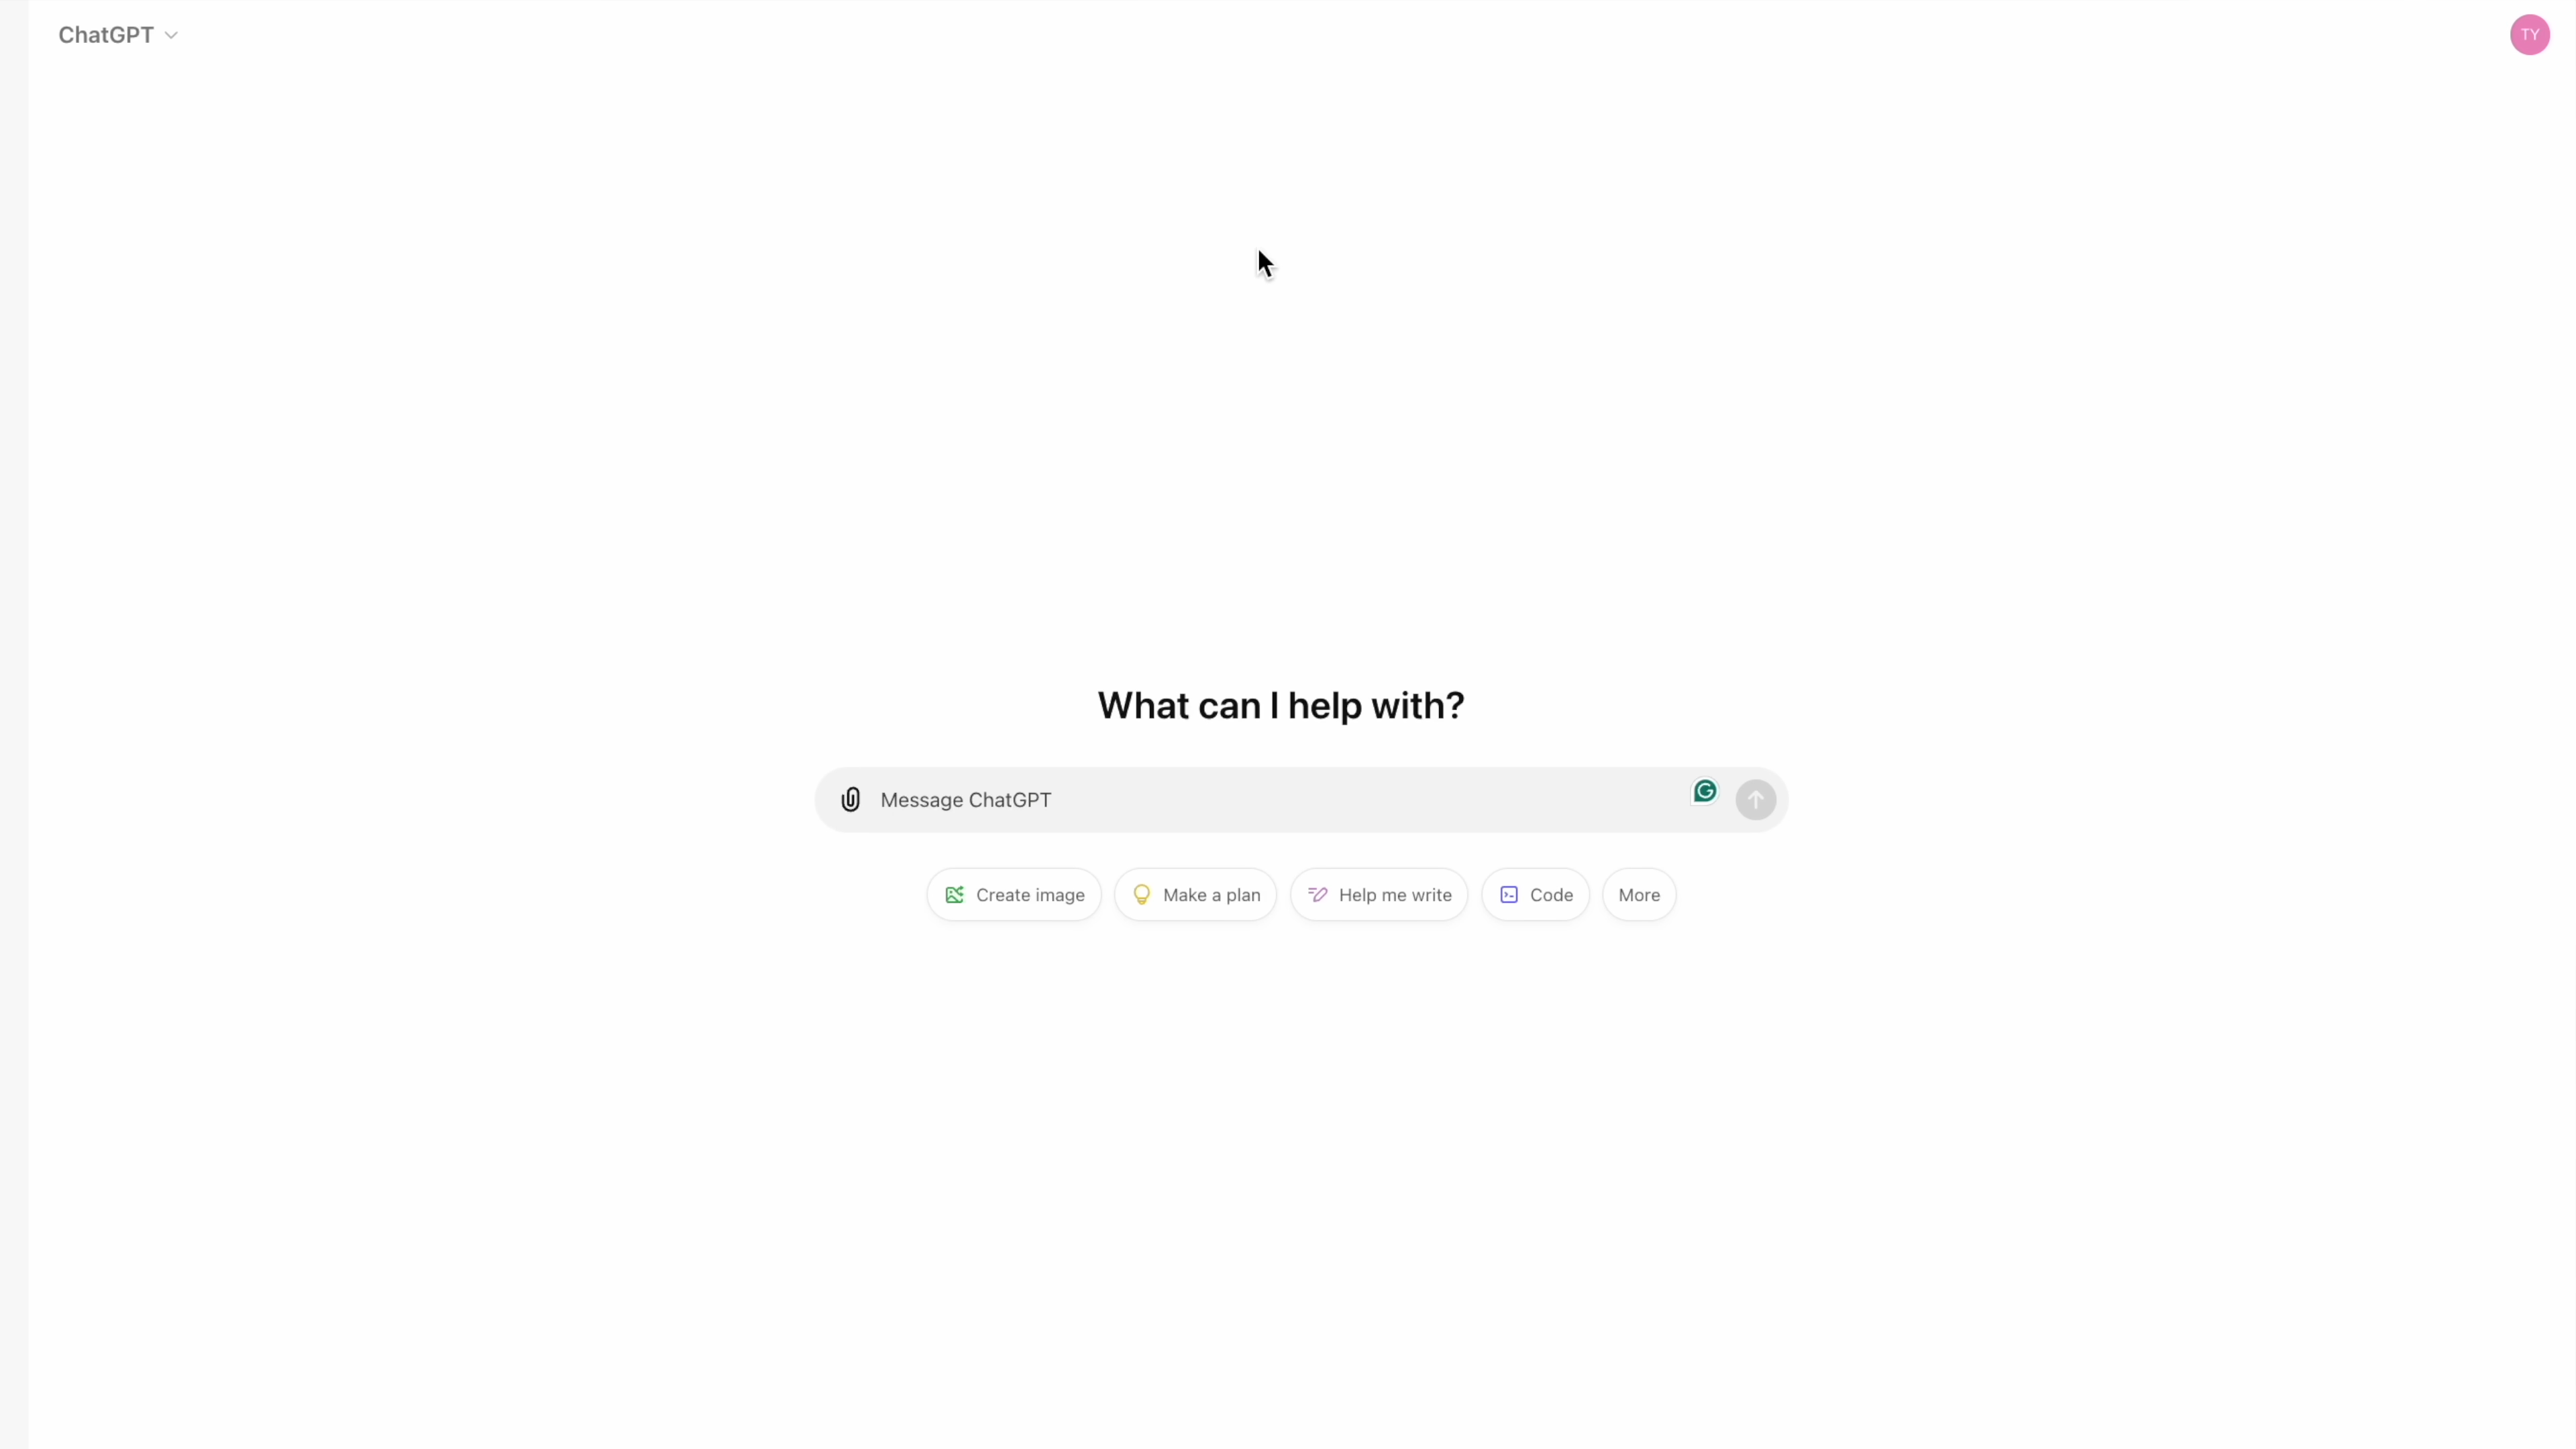 ChatGPT
TY
What can I help with?
Message ChatGPT
Create image
Make a plan
Help me write
Code
More